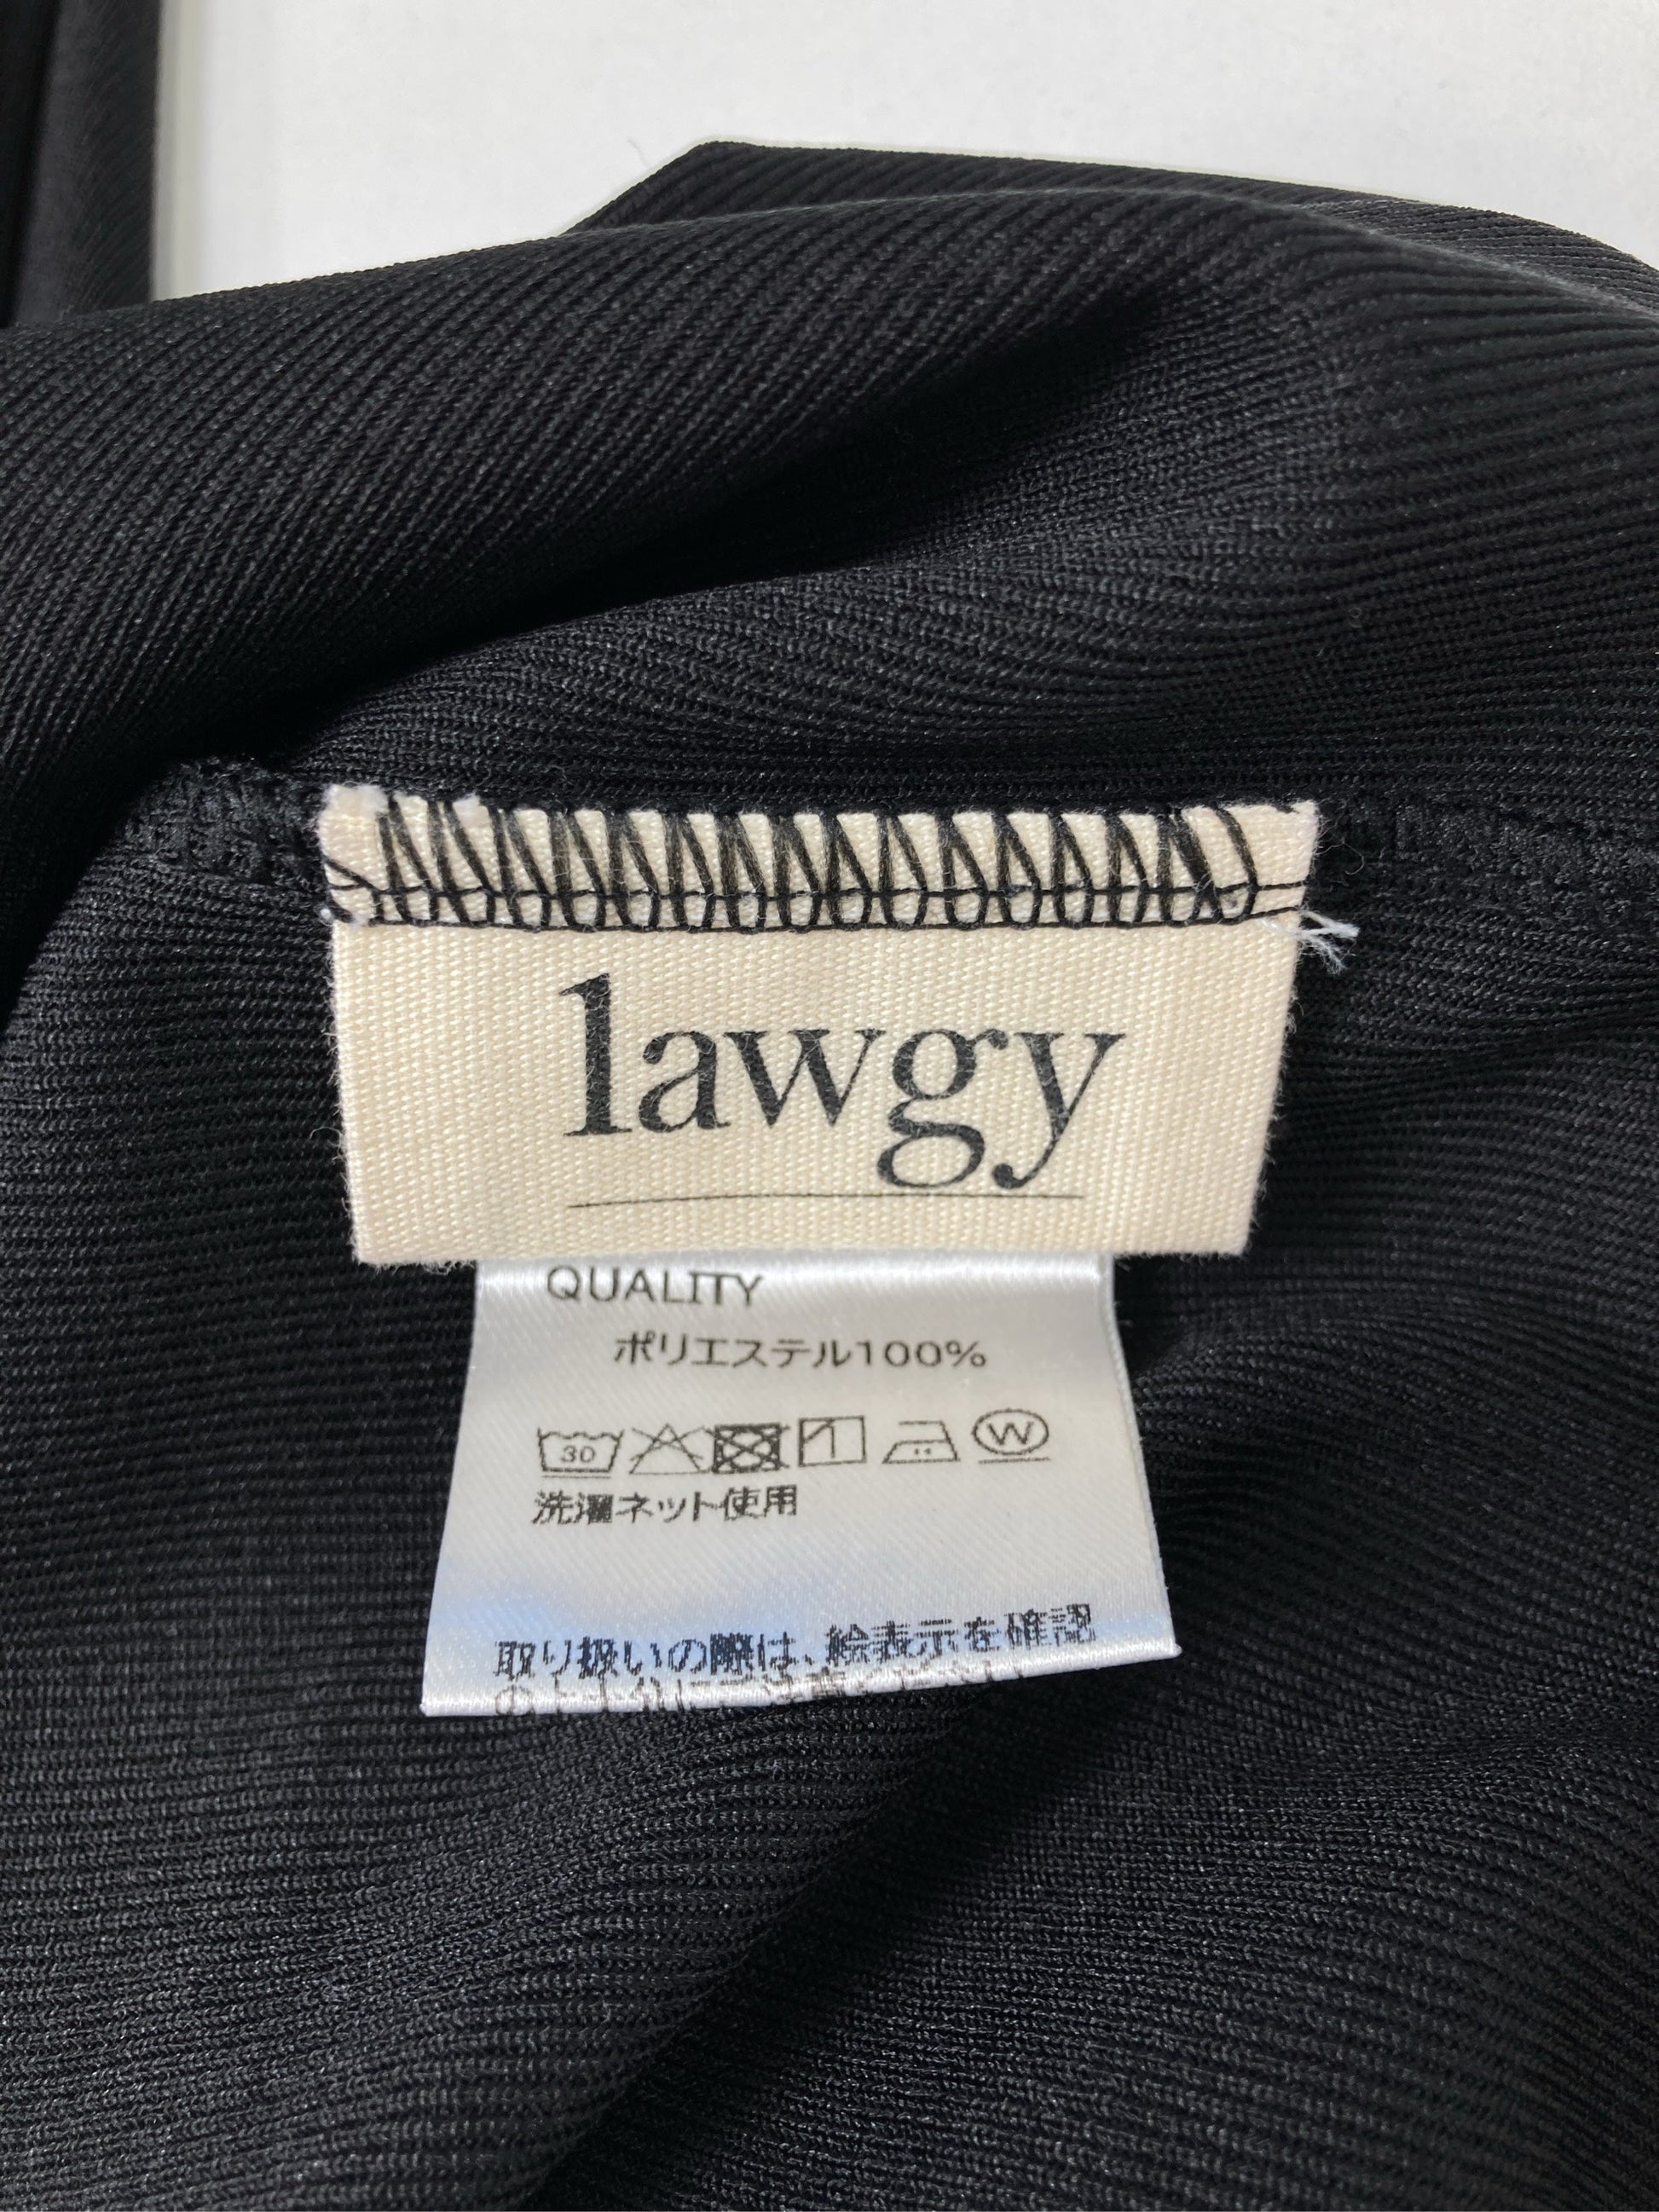 lawgy
QUALITY
ポリエステル100%
30
W
洗濯ネット使用
取り扱いの際は、絵表示を確認